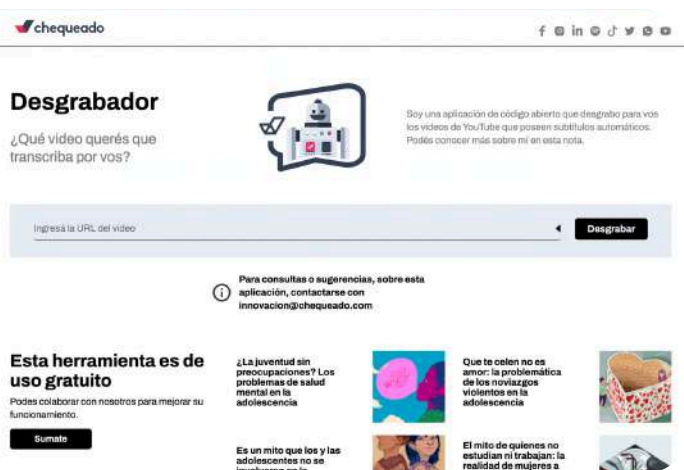 chequeado
Desgrabador
¿Qué video querés que
transcriba por vos?
Soy una aplicación de código abierto que desgrabo para vos
los videos de YouTube que poseen subtítulos automáticos.
Podés conocer más sobre mí en esta nota.
Ingresá la URL del video
Desgrabar
Para consultas o sugerencias, sobre esta
aplicación, contactarse con
innovacion@chequeado.com
Esta herramienta es de
uso gratuito
Podes colaborar con nosotros para mejorar su
funcionamiento.
Sumate
¿La juventud sin
preocupaciones? Los
problemas de salud
mental en la
adolescencia
Que te celen no es
amor: la problemática
de los noviazgos
violentos en la
adolescencia
Es un mito que los y las
adolescentes no se
El mito de quienes no
estudian ni trabajan: la
realidad de mujeres a